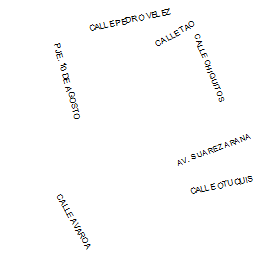 CALLE PEDRO VELEZ
CALLE TAO
CALLE CHIQUITOS
PJE. 10 DE AGOSTO
AV. SUAREZ ARANA
CALLE OTUQUIS
CALLE AVAROA